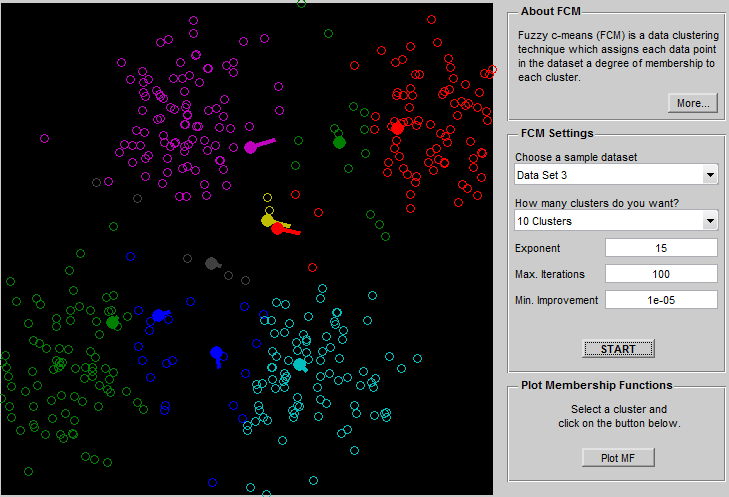 About FCM
Fuzzy c-means (FCM) is a data clustering
technique which assigns each data point
in the dataset a degree of membership to
each cluster.
More...
FCM Settings
Choose a sample dataset
Data Set 3
How many clusters do you want?
10 Clusters
Exponent 15
Max. Iterations 100
Min. Improvement 1e-05
START
Plot Membership Functions
Select a cluster and
click on the button below.
Plot MF